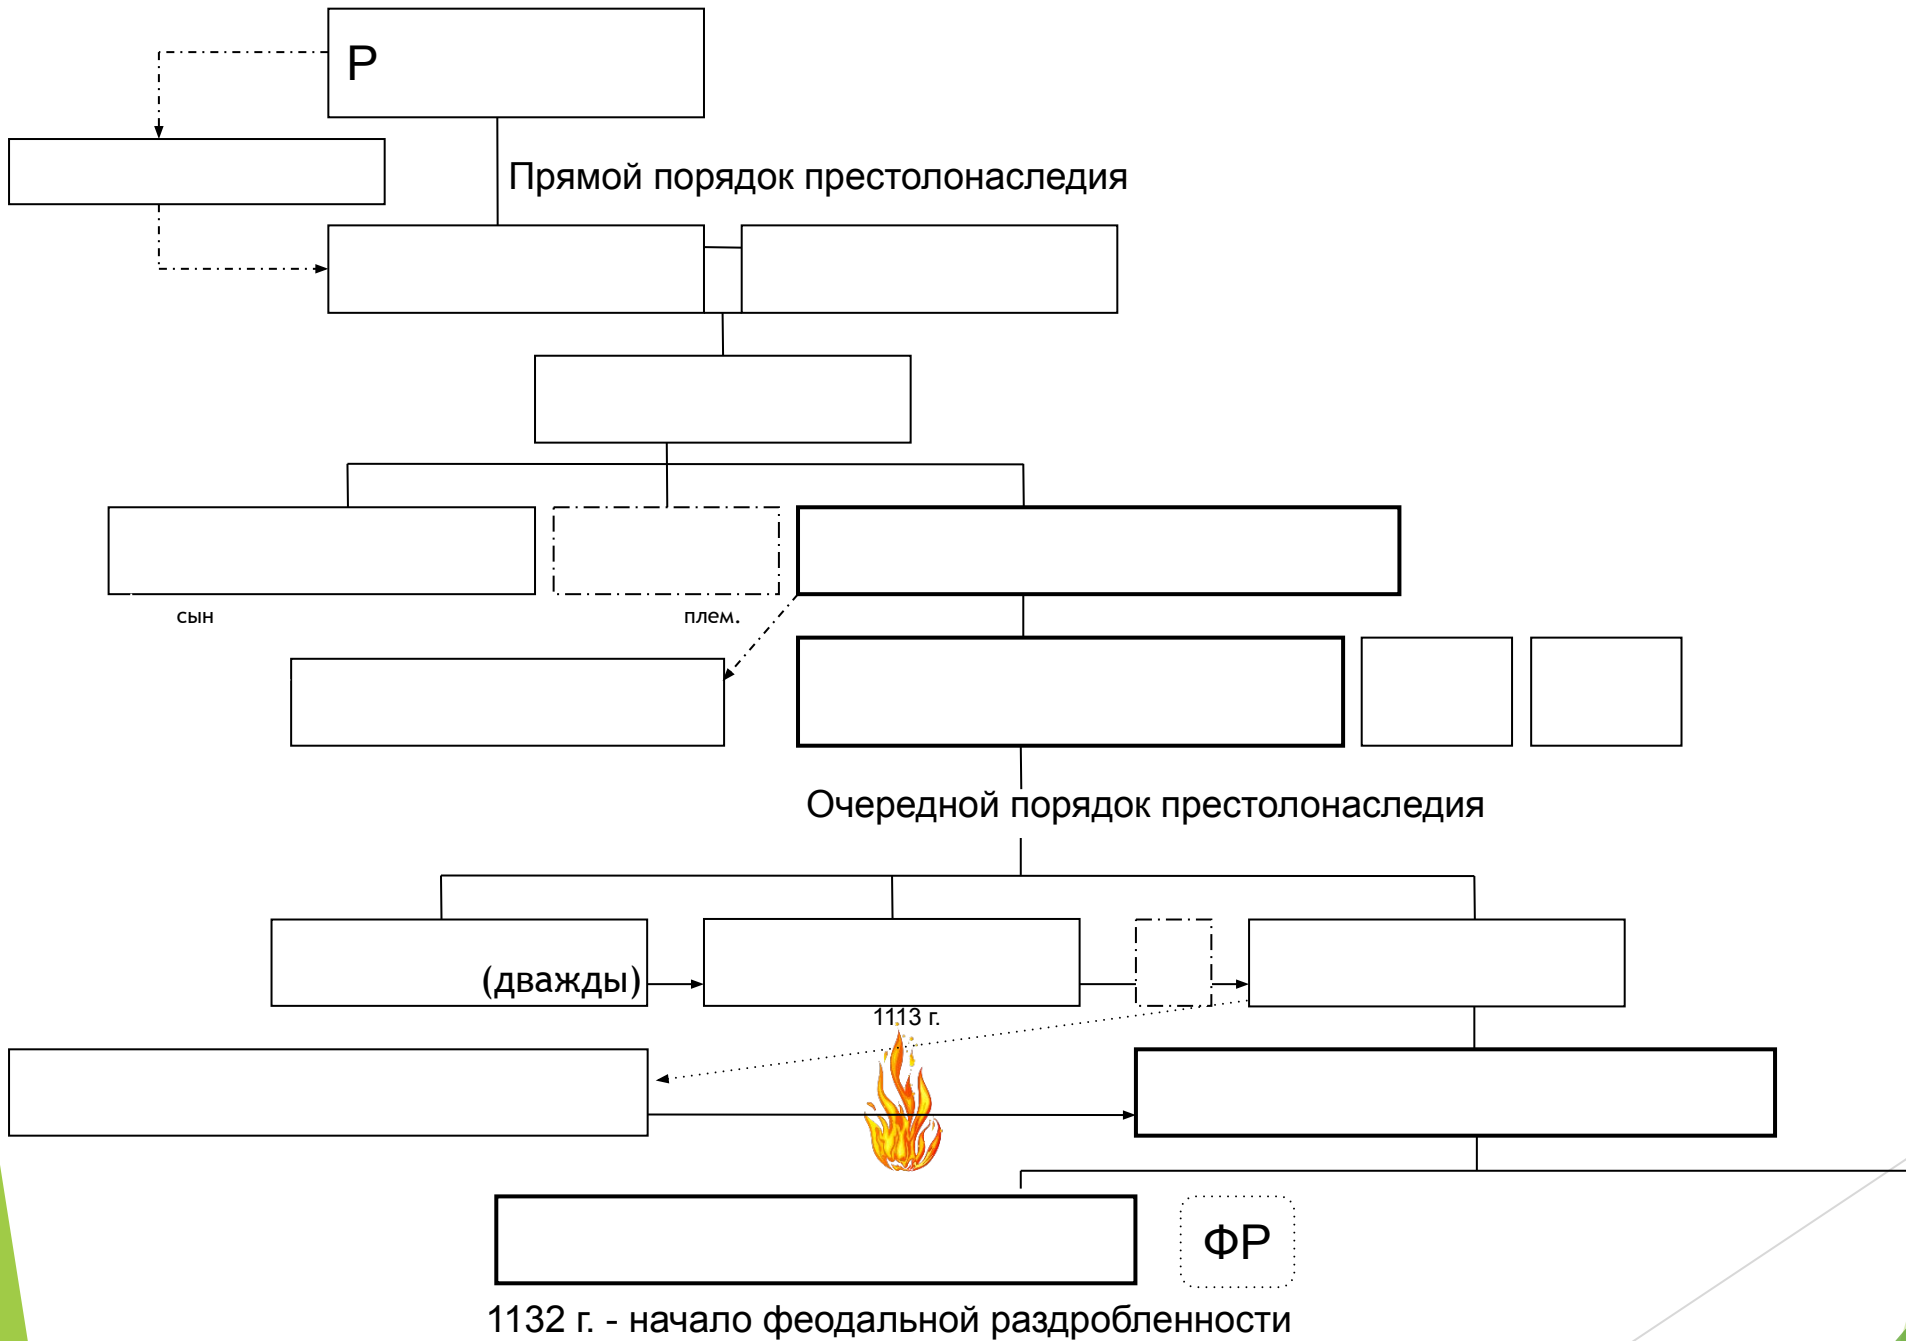 Р
Прямой порядок престолонаследия
сын
плем.
Очередной порядок престолонаследия
(дважды)
1113 г.
ФР
1132 г. - начало феодальной раздробленности